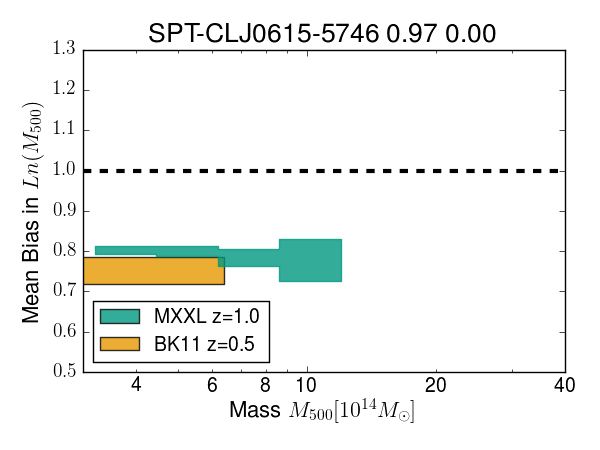 SPT-CLJ0615-5746 0.97 0.00
1.3
1.2
1.1
1.0
0.9
0.8
0.7
0.6
0.5
Mean Bias in Ln(M500)
MXXL z=1.0
BK11 z=0.5
4 6 8 10 20 40
Mass M500[10^14 M⊙]